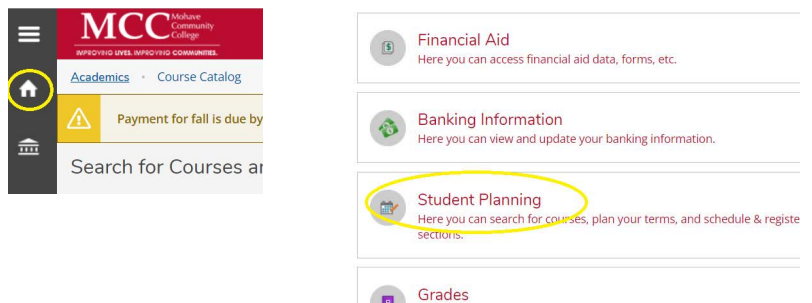 MCC Mohave
Community
College
IMPROVING LIVES. IMPROVING COMMUNITIES.
Academics · Course Catalog
Payment for fall is due by
Search for Courses ar
Financial Aid
Here you can access financial aid data, forms, etc.
Banking Information
Here you can view and update your banking information.
Student Planning
Here you can search for courses, plan your terms, and schedule & registe
sections.
Grades